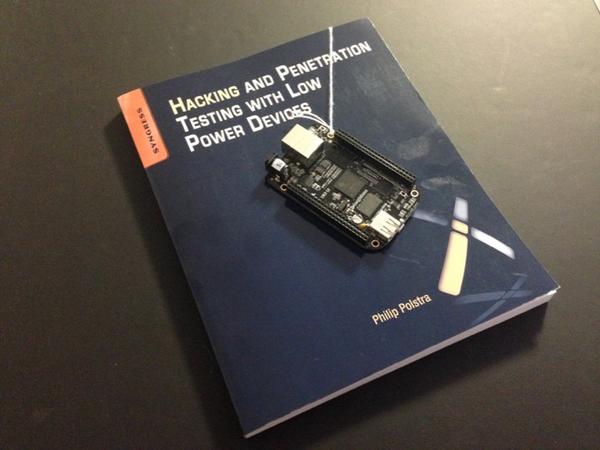 SYNGRESS
HACKING AND PENETRATION
TESTING WITH LOW
POWER DEVICES
Philip Polstra